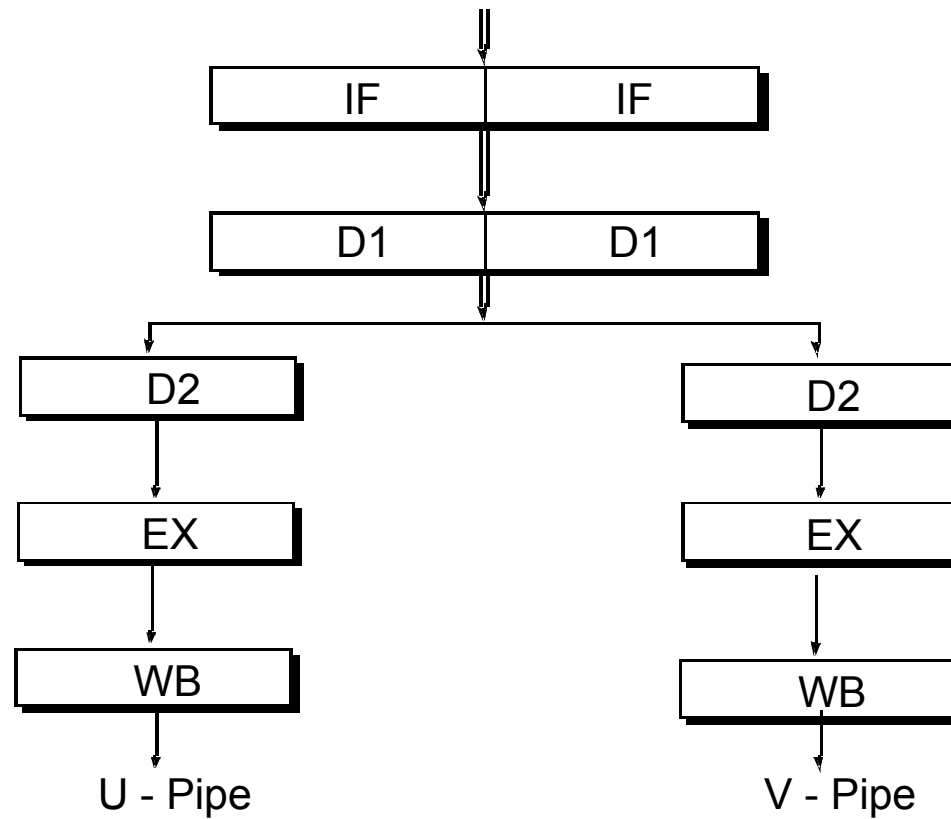 IF IF
D1 D1
D2 D2
EX EX
WB WB
U - Pipe V - Pipe